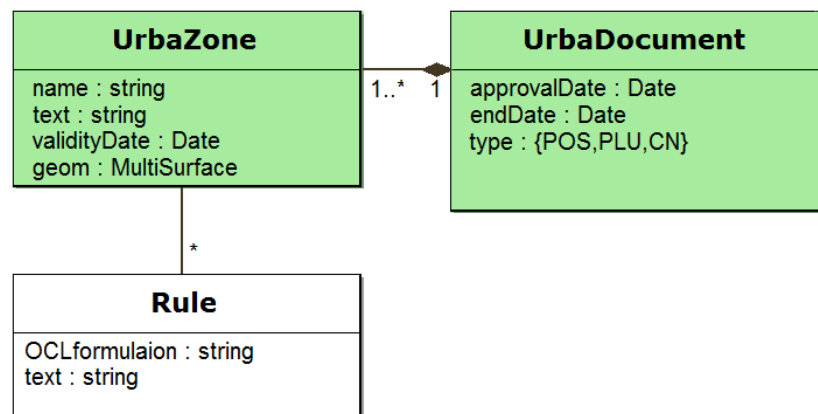 UrbaZone
name : string
text : string
validityDate : Date
geom : MultiSurface
1..* 1
UrbaDocument
approvalDate : Date
endDate : Date
type : {POS,PLU,CN}
*
Rule
OCLformulaion : string
text : string